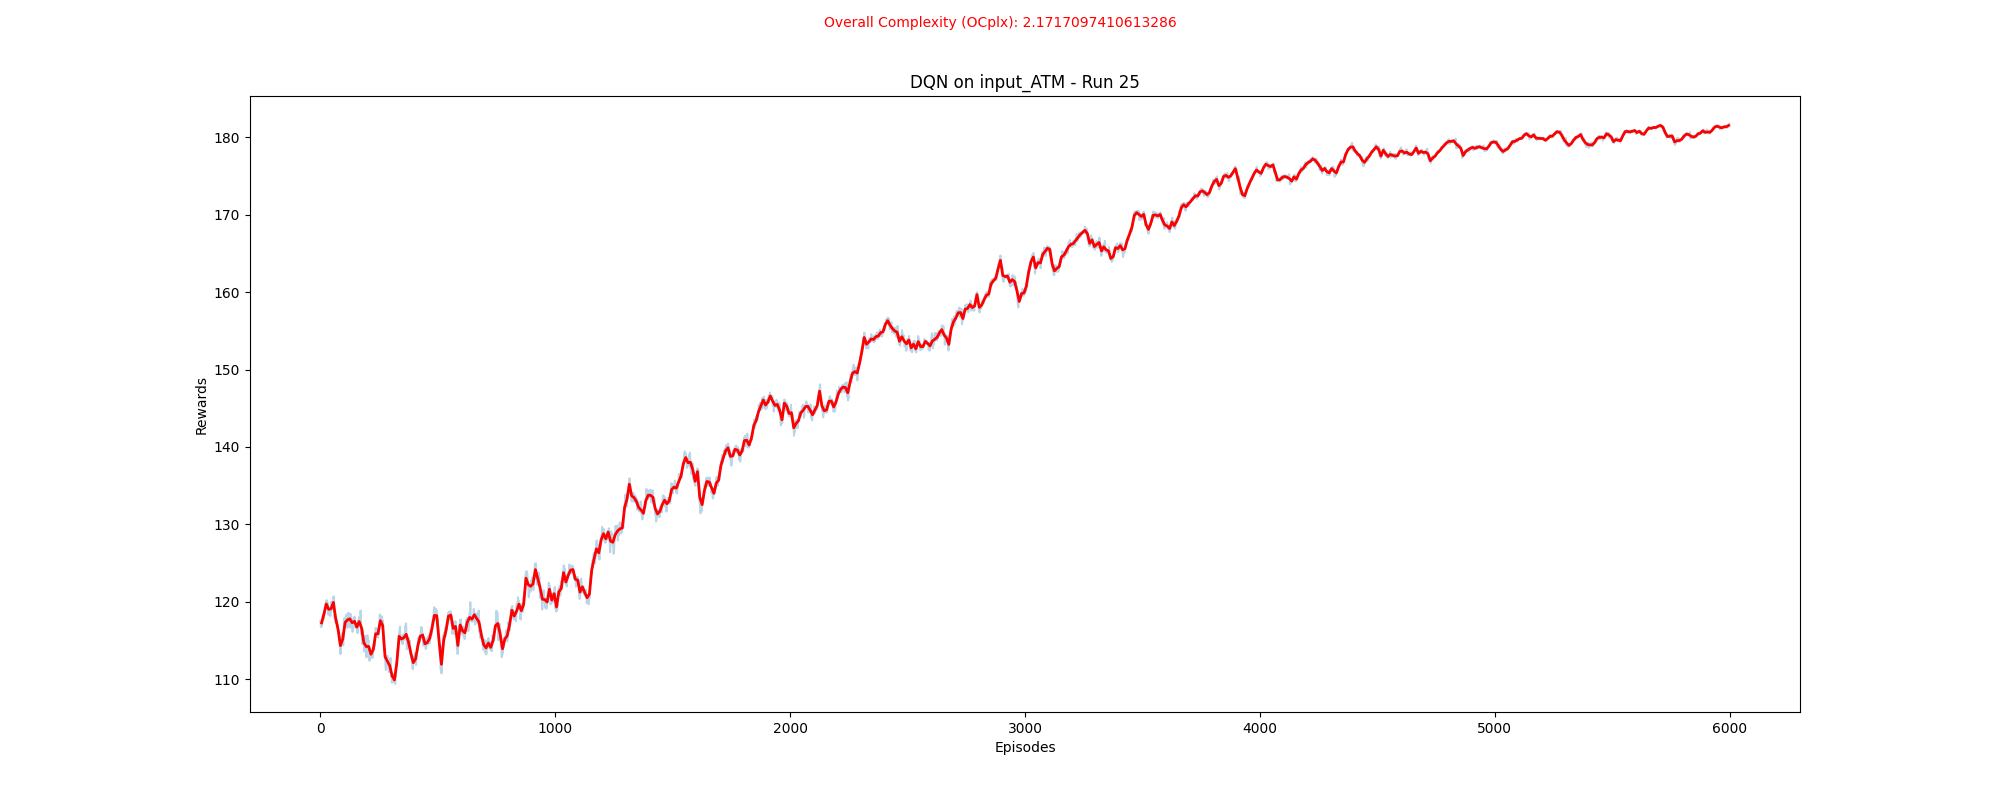 Overall Complexity (OCplx): 2.1717097410613286
DQN on input_ATM - Run 25
180
170
160
150
140
130
120
110
Rewards
0 1000 2000 3000 4000 5000 6000
Episodes